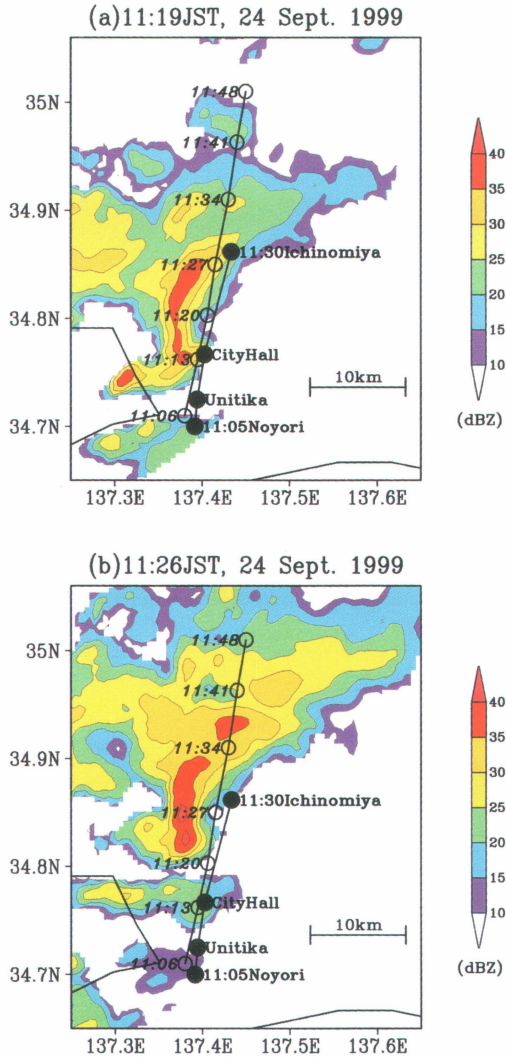 (a)11:19JST, 24 Sept. 1999
35N
34.9N
34.8N
34.7N
11:48
11:41
11:34
11:27
11:30Ichinomiya
11:20
11:13
CityHall
Unitika
11:06
11:05Noyori
10km
137.3E 137.4E 137.5E 137.6E
40
35
30
25
20
15
10
(dBZ)
(b)11:26JST, 24 Sept. 1999
35N
34.9N
34.8N
34.7N
11:48
11:41
11:34
11:30Ichinomiya
11:27
11:20
11:13
CityHall
Unitika
11:06
11:05Noyori
10km
137.3E 137.4E 137.5E 137.6E
40
35
30
25
20
15
10
(dBZ)